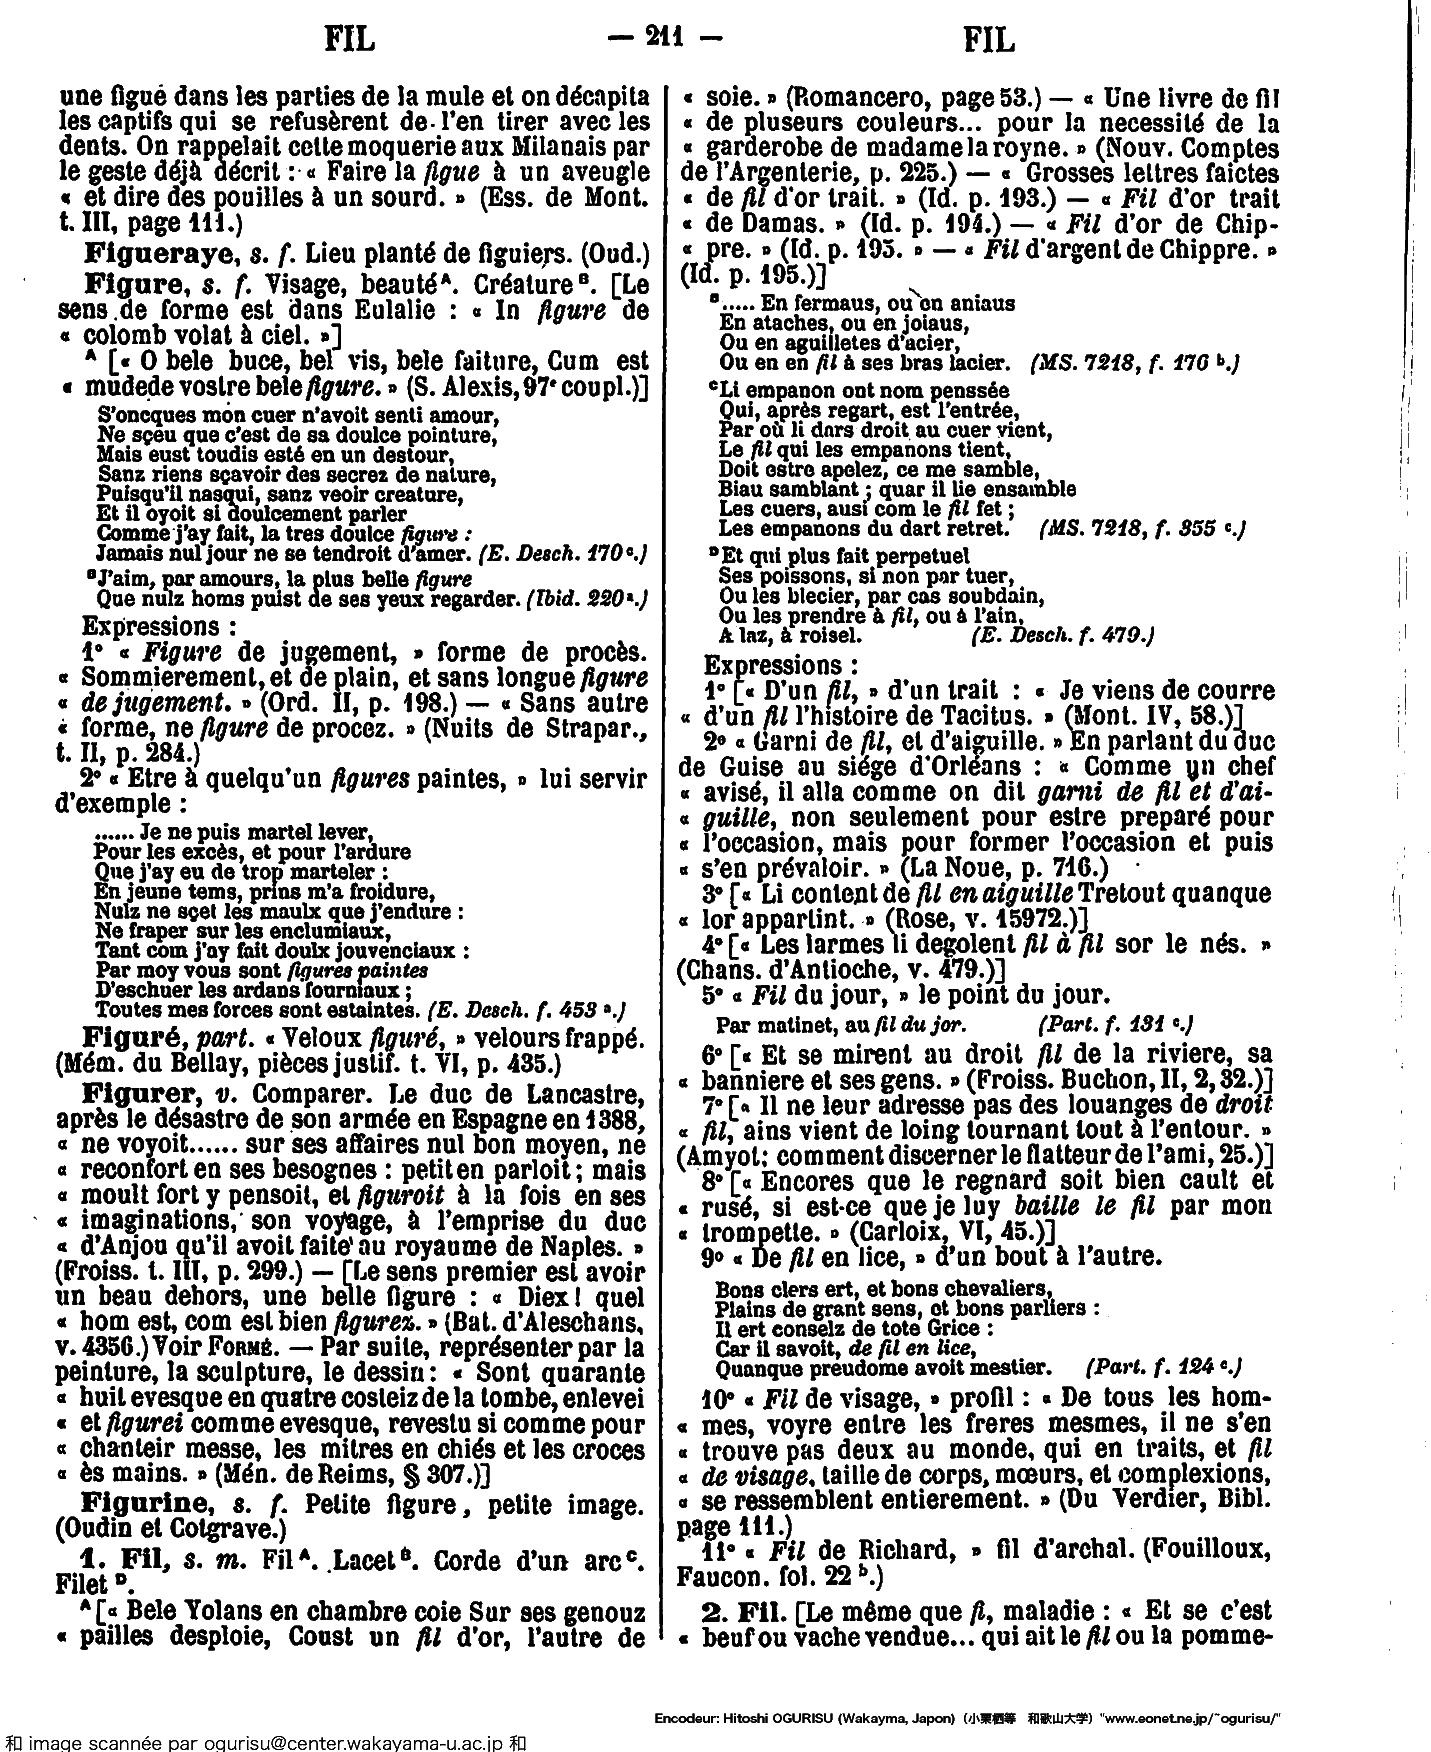 FIL
— 211 —
FIL
une figue dans les parties de la mule et on décapita
les captifs qui se refusèrent de l'en tirer avec les
dents. On rappelait cette moquerie aux Milanais par
le geste déjà décrit : « Faire la figue à un aveugle
« et dire des pouilles à un sourd. » (Ess. de Mont.
t. III, page 111.)
Figueraye, s. f. Lieu planté de figuiers. (Oud.)
Figure, s. f. Visage, beauté A. Créature B. [Le
sens de forme est dans Eulalie : « In figure de
« colomb volat à ciel. »]
A [« O bele buce, bel vis, bele faiture, Cum est
« mudede vostre bele figure. » (S. Alexis, 97e coupl.)]
S'oncques mon cuer n'avoit senti amour,
Ne sçeu que c'est de sa doulce pointure,
Mais eust toudis esté en un destour,
Sanz riens sçavoir des secrez de nature,
Puisqu'il nasqui, sanz veoir creature,
Et il oyoit si doulcement parler
Comme j'ay fait, la tres doulce figure :
Jamais nul jour ne se tendroit d'amer. (E. Desch. 170 c.)
B J'aim, par amours, la plus belle figure
Que nulz homs puist de ses yeux regarder. (Ibid. 220 a.)
Expressions :
1° « Figure de jugement, » forme de procès.
« Sommierement, et de plain, et sans longue figure
« de jugement. » (Ord. II, p. 198.) — « Sans autre
« forme, ne figure de procez. » (Nuits de Strapar.,
t. II, p. 284.)
2° « Etre à quelqu'un figures paintes, » lui servir
d'exemple :
...... Je ne puis martel lever,
Pour les excès, et pour l'ardure
Que j'ay eu de trop marteler :
En jeune tems, prins m'a froidure,
Nulz ne sçet les maulx que j'endure :
Ne fraper sur les enclumiaux,
Tant com j'ay fait doulx jouvenciaux :
Par moy vous sont figures paintes
D'eschuer les ardans fourniaux ;
Toutes mes forces sont estaintes. (E. Desch. f. 453 a.)
Figuré, part. « Veloux figuré, » velours frappé.
(Mém. du Bellay, pièces justif. t. VI, p. 435.)
Figurer, v. Comparer. Le duc de Lancastre,
après le désastre de son armée en Espagne en 1388,
« ne voyoit...... sur ses affaires nul bon moyen, ne
« reconfort en ses besognes : petit en parloit ; mais
« moult fort y pensoit, et figuroit à la fois en ses
« imaginations, son voyage, à l'emprise du duc
« d'Anjou qu'il avoit faite au royaume de Naples. »
(Froiss. t. III, p. 299.) — [Le sens premier est avoir
un beau dehors, une belle figure : « Diex ! quel
« hom est, com est bien figurez. » (Bat. d'Aleschans,
v. 4356.) Voir FORMÉ. — Par suite, représenter par la
peinture, la sculpture, le dessin : « Sont quarante
« huit evesque en quatre costeiz de la tombe, enlevei
« et figurei comme evesque, revestu si comme pour
« chanteir messe, les mitres en chiés et les croces
« ès mains. » (Mén. de Reims, § 307.)]
Figurine, s. f. Petite figure, petite image.
(Oudin et Cotgrave.)
1. Fil, s. m. Fil A. Lacet B. Corde d'un arc C.
Filet D.
A [« Bele Yolans en chambre coie Sur ses genouz
« pailles desploie, Coust un fil d'or, l'autre de
« soie. » (Romancero, page 53.) — « Une livre de fil
« de pluseurs couleurs... pour la necessité de la
« garderobe de madame la royne. » (Nouv. Comptes
de l'Argenterie, p. 225.) — « Grosses lettres faictes
« de fil d'or trait. » (Id. p. 193.) — « Fil d'or trait
« de Damas. » (Id. p. 194.) — « Fil d'or de Chip-
« pre. » (Id. p. 195. » — « Fil d'argent de Chippre. »
(Id. p. 195.)]
B ..... En fermaus, ou en aniaus
En ataches, ou en joiaus,
Ou en aguilletes d'acier,
Ou en en fil à ses bras lacier. (MS. 7218, f. 176 b.)
C Li empanon ont nom penssée
Qui, après regart, est l'entrée,
Par où li dars droit au cuer vient,
Le fil qui les empanons tient,
Doit estre apelez, ce me samble,
Biau samblant ; quar il lie ensamble
Les cuers, ausi com le fil fet ;
Les empanons du dart retret. (MS. 7218, f. 355 c.)
D Et qui plus fait perpetuel
Ses poissons, si non par tuer,
Ou les blecier, par cas soubdain,
Ou les prendre à fil, ou à l'ain,
A laz, à roisel. (E. Desch. f. 479.)
Expressions :
1° [« D'un fil, » d'un trait : « Je viens de courre
« d'un fil l'histoire de Tacitus. » (Mont. IV, 58.)]
2° « Garni de fil, et d'aiguille. » En parlant du duc
de Guise au siége d'Orléans : « Comme un chef
« avisé, il alla comme on dit garni de fil et d'ai-
« guille, non seulement pour estre preparé pour
« l'occasion, mais pour former l'occasion et puis
« s'en prévaloir. » (La Noue, p. 716.)
3° [« Li content de fil en aiguille Tretout quanque
« lor appartint. » (Rose, v. 15972.)]
4° [« Les larmes li degolent fil à fil sor le nés. »
(Chans. d'Antioche, v. 479.)]
5° « Fil du jour, » le point du jour.
Par matinet, au fil du jor. (Part. f. 131 c.)
6° [« Et se mirent au droit fil de la riviere, sa
« banniere et ses gens. » (Froiss. Buchon, II, 2, 32.)]
7° [« Il ne leur adresse pas des louanges de droit
« fil, ains vient de loing tournant tout à l'entour. »
(Amyot: comment discerner le flatteur de l'ami, 25.)]
8° [« Encores que le regnard soit bien cault et
« rusé, si est-ce que je luy baille le fil par mon
« trompette. » (Carloix, VI, 45.)]
9° « De fil en lice, » d'un bout à l'autre.
Bons clers ert, et bons chevaliers,
Plains de grant sens, et bons parliers :
Il ert conselz de tote Grice :
Car il savoit, de fil en lice,
Quanque preudome avoit mestier. (Part. f. 124 c.)
10° « Fil de visage, » profil : « De tous les hom-
« mes, voyre entre les freres mesmes, il ne s'en
« trouve pas deux au monde, qui en traits, et fil
« de visage, taille de corps, mœurs, et complexions,
« se ressemblent entierement. » (Du Verdier, Bibl.
page 111.)
11° « Fil de Richard, » fil d'archal. (Fouilloux,
Faucon. fol. 22 b.)
2. Fil. [Le même que fi, maladie : « Et se c'est
« beuf ou vache vendue... qui ait le fil ou la pomme-
Encodeur: Hitoshi OGURISU (Wakayma, Japon) (小栗栖等 和歌山大学) "www.eonet.ne.jp/~ogurisu/"
和 image scannée par ogurisu@center.wakayama-u.ac.jp 和